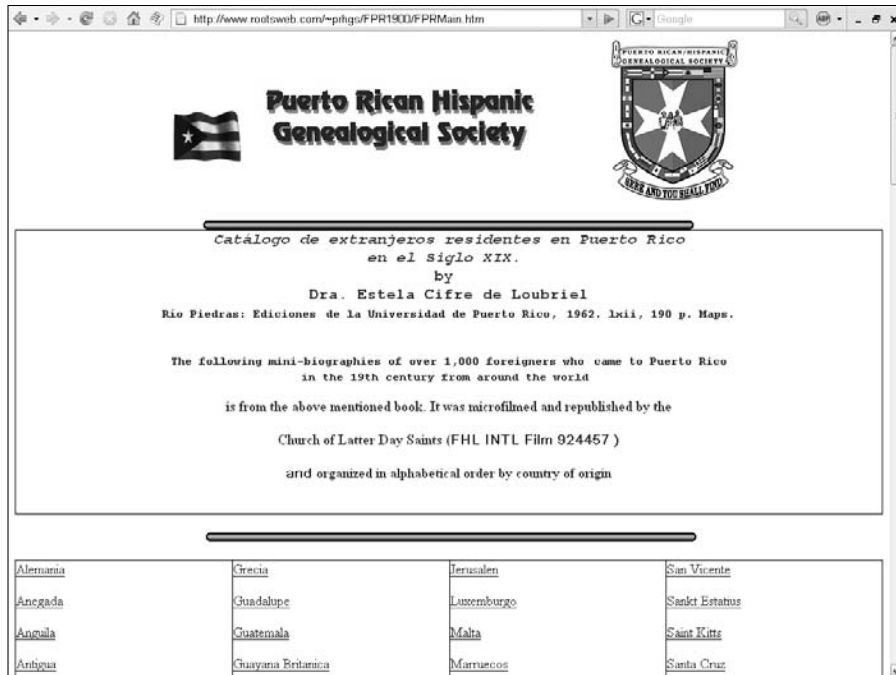 http://www.rootsweb.com/~prhgs/FPR1900/FPRMain.htm
Google
ABP
Puerto Rican Hispanic
Genealogical Society
PUERTO RICAN/HISPANIC
GENEALOGICAL SOCIETY
HERE AND YOU SHALL FIND
Catálogo de extranjeros residentes en Puerto Rico
en el Siglo XIX.
by
Dra. Estela Cifre de Loubriel
Río Piedras: Ediciones de la Universidad de Puerto Rico, 1962. lxii, 190 p. Maps.
The following mini-biographies of over 1,000 foreigners who came to Puerto Rico
in the 19th century from around the world
is from the above mentioned book. It was microfilmed and republished by the
Church of Latter Day Saints (FHL INTL Film 924457 )
and organized in alphabetical order by country of origin
Alemania Grecia Jerusalen San Vicente
Anegada Guadalupe Luxemburgo Sankt Estatius
Anguila Guatemala Malta Saint Kitts
Antigua Guayana Britanica Marruecos Santa Cruz